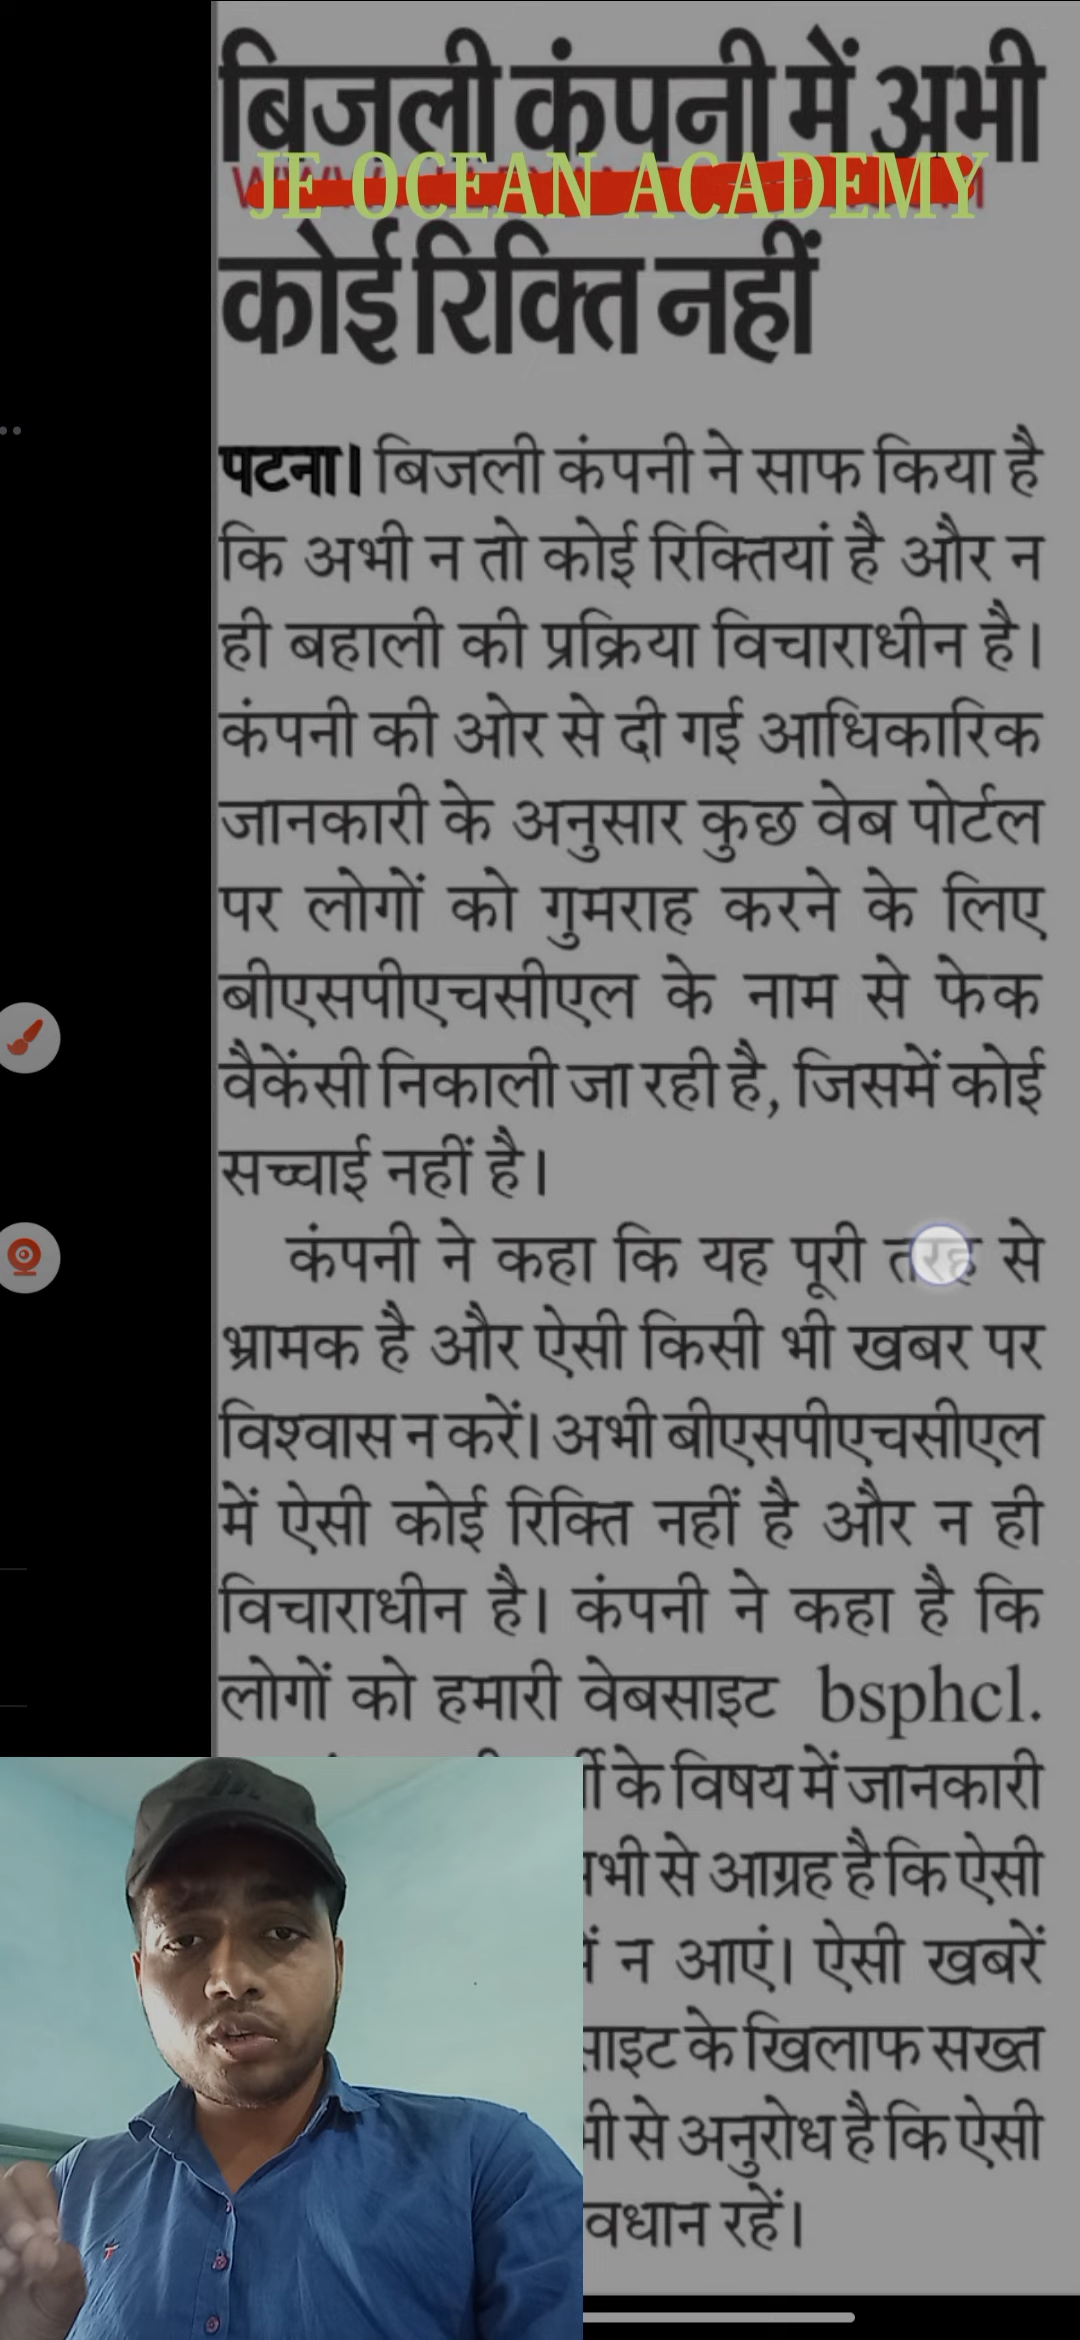 बिजली कंपनी में अभी
JE OCEAN ACADEMY
कोई रिक्ति नहीं
पटना। बिजली कंपनी ने साफ किया है
कि अभी न तो कोई रिक्तियां है और न
ही बहाली की प्रक्रिया विचाराधीन है।
कंपनी की ओर से दी गई आधिकारिक
जानकारी के अनुसार कुछ वेब पोर्टल
पर लोगों को गुमराह करने के लिए
बीएसपीएचसीएल के नाम से फेक
वैकेंसी निकाली जा रही है, जिसमें कोई
सच्चाई नहीं है।
कंपनी ने कहा कि यह पूरी तरह से
भ्रामक है और ऐसी किसी भी खबर पर
विश्वास न करें। अभी बीएसपीएचसीएल
में ऐसी कोई रिक्ति नहीं है और न ही
विचाराधीन है। कंपनी ने कहा है कि
लोगों को हमारी वेबसाइट bsphcl.
के विषय में जानकारी
से आग्रह है कि ऐसी
न आएं। ऐसी खबरें
के खिलाफ सख्त
से अनुरोध है कि ऐसी
रहें।